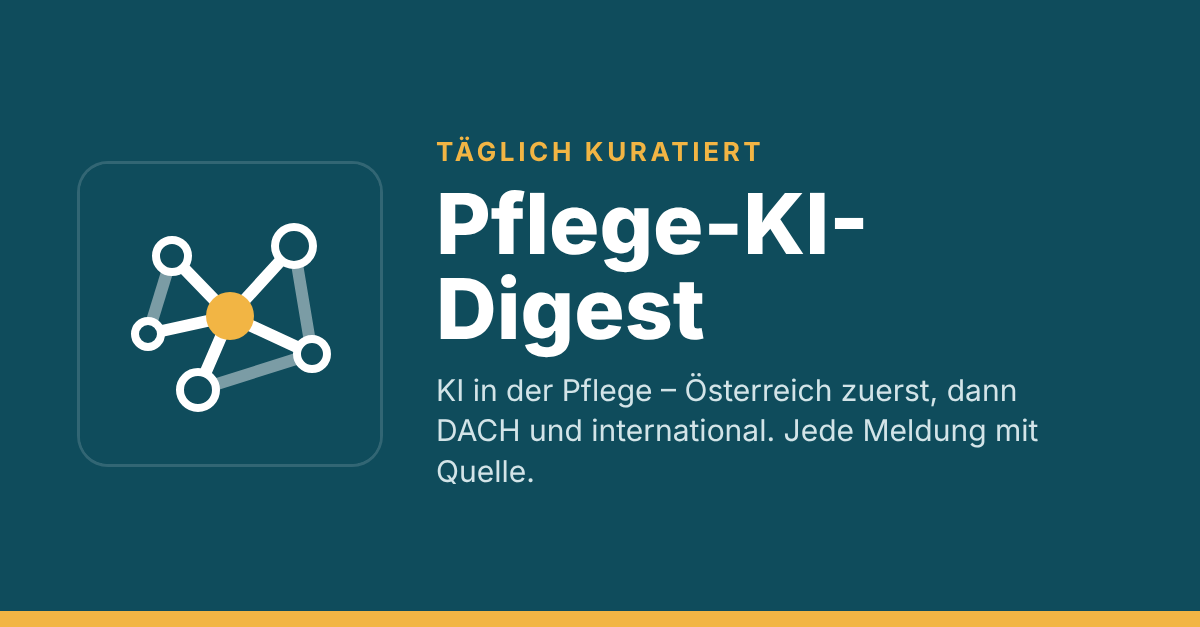 TÄGLICH KURATIERT
Pflege-KI-
Digest
KI in der Pflege – Österreich zuerst, dann
DACH und international. Jede Meldung mit
Quelle.